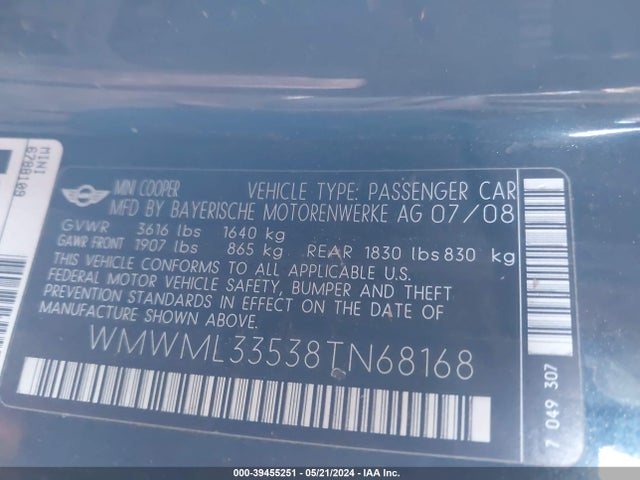 MINI
6788109
MINI COOPER VEHICLE TYPE: PASSENGER CAR
MFD BY BAYERISCHE MOTORENWERKE AG 07/08
GVWR 3616 lbs 1640 kg
GAWR FRONT 1907 lbs 865 kg REAR 1830 lbs 830 kg
THIS VEHICLE CONFORMS TO ALL APPLICABLE U.S.
FEDERAL MOTOR VEHICLE SAFETY, BUMPER AND THEFT
PREVENTION STANDARDS IN EFFECT ON THE DATE OF
MANUFACTURE SHOWN ABOVE.
WMWML33538TN68168
7 049 307
000-39455251 - 05/21/2024 - IAA Inc.